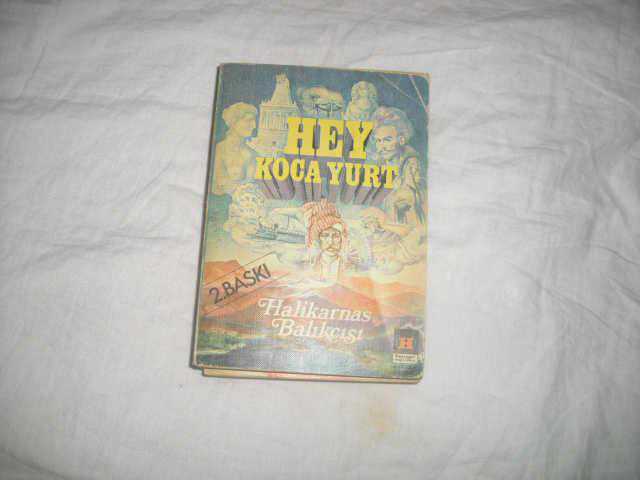 HEY
KOCA YURT
2.BASKI
Halikarnas
Balıkçısı
H